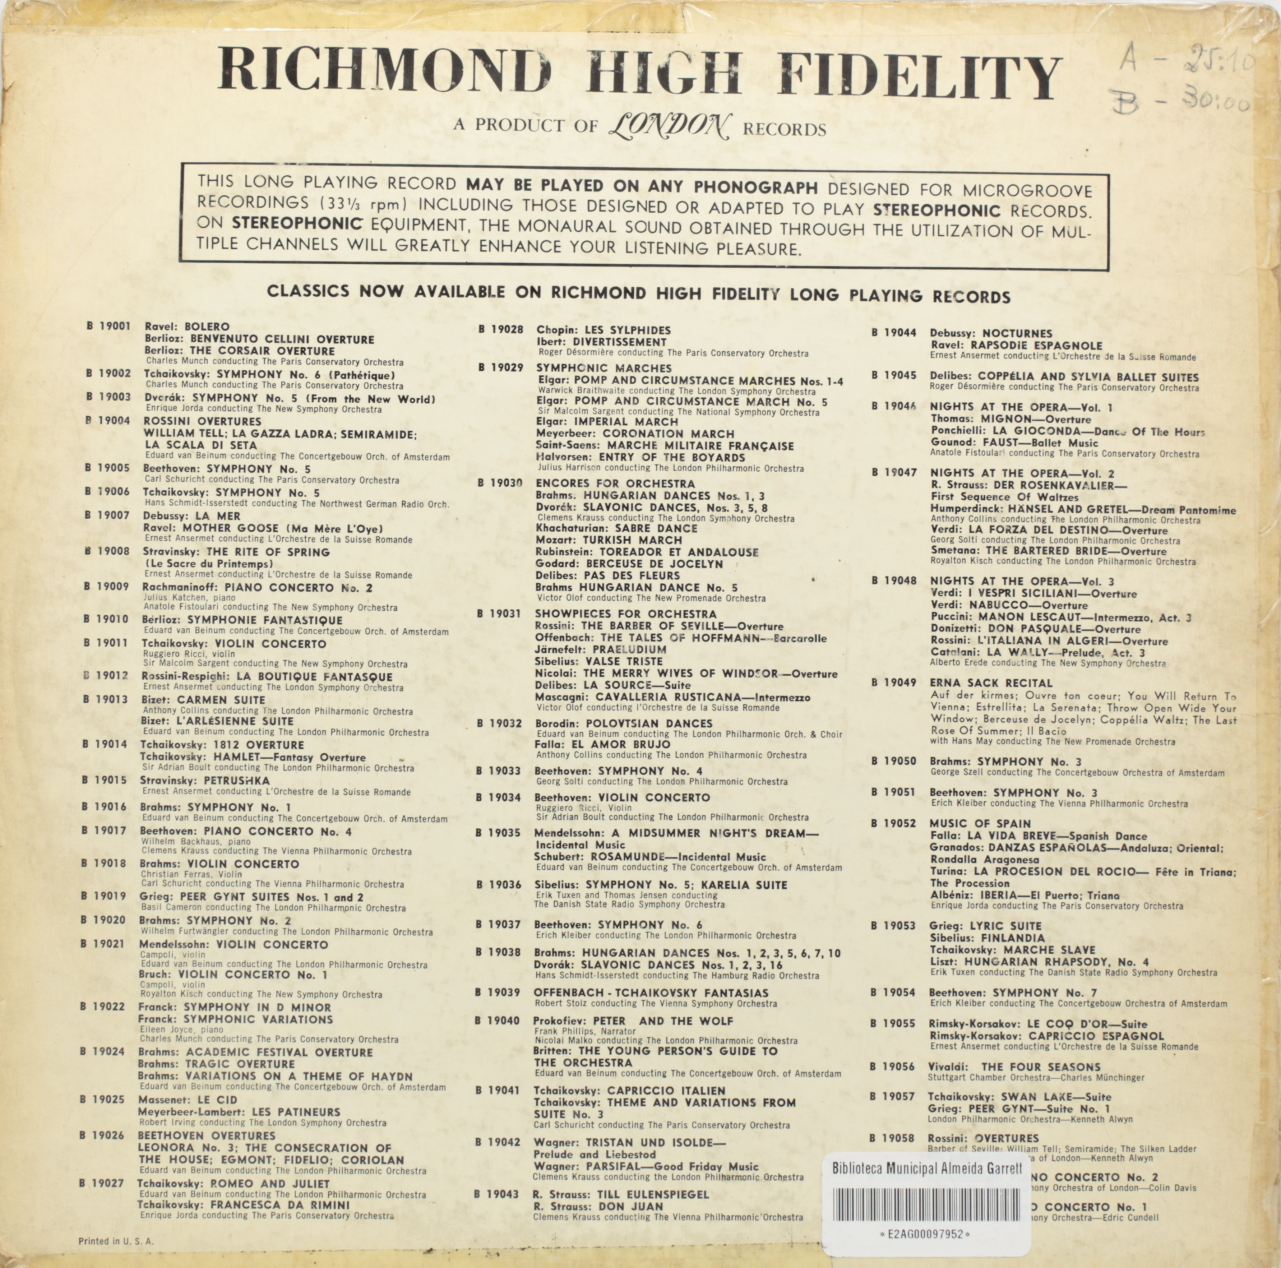 RICHMOND HIGH FIDELITY
A - 25:10
B - 30:00
A PRODUCT OF LONDON RECORDS
THIS LONG PLAYING RECORD MAY BE PLAYED ON ANY PHONOGRAPH DESIGNED FOR MICROGROOVE
RECORDINGS (33⅓ rpm) INCLUDING THOSE DESIGNED OR ADAPTED TO PLAY STEREOPHONIC RECORDS.
ON STEREOPHONIC EQUIPMENT, THE MONAURAL SOUND OBTAINED THROUGH THE UTILIZATION OF MUL-
TIPLE CHANNELS WILL GREATLY ENHANCE YOUR LISTENING PLEASURE.
CLASSICS NOW AVAILABLE ON RICHMOND HIGH FIDELITY LONG PLAYING RECORDS
B 19001 Ravel: BOLERO
Berlioz: BENVENUTO CELLINI OVERTURE
Berlioz: THE CORSAIR OVERTURE
Charles Munch conducting The Paris Conservatory Orchestra
B 19002 Tchaikovsky: SYMPHONY No. 6 (Pathétique)
Charles Munch conducting The Paris Conservatory Orchestra
B 19003 Dvorák: SYMPHONY No. 5 (From the New World)
Enrique Jorda conducting The New Symphony Orchestra
B 19004 ROSSINI OVERTURES
WILLIAM TELL; LA GAZZA LADRA; SEMIRAMIDE;
LA SCALA DI SETA
Eduard van Beinum conducting The Concertgebouw Orch. of Amsterdam
B 19005 Beethoven: SYMPHONY No. 5
Carl Schuricht conducting The Paris Conservatory Orchestra
B 19006 Tchaikovsky: SYMPHONY No. 5
Hans Schmidt-Isserstedt conducting The Northwest German Radio Orch.
B 19007 Debussy: LA MER
Ravel: MOTHER GOOSE (Ma Mère L'Oye)
Ernest Ansermet conducting L'Orchestre de la Suisse Romande
B 19008 Stravinsky: THE RITE OF SPRING
(Le Sacre du Printemps)
Ernest Ansermet conducting L'Orchestre de la Suisse Romande
B 19009 Rachmaninoff: PIANO CONCERTO No. 2
Julius Katchen, piano
Anatole Fistoulari conducting The New Symphony Orchestra
B 19010 Berlioz: SYMPHONIE FANTASTIQUE
Eduard van Beinum conducting The Concertgebouw Orch. of Amsterdam
B 19011 Tchaikovsky: VIOLIN CONCERTO
Ruggiero Ricci, violin
Sir Malcolm Sargent conducting The New Symphony Orchestra
B 19012 Rossini-Respighi: LA BOUTIQUE FANTASQUE
Ernest Ansermet conducting The London Symphony Orchestra
B 19013 Bizet: CARMEN SUITE
Anthony Collins conducting The London Philharmonic Orchestra
Bizet: L'ARLÉSIENNE SUITE
Eduard van Beinum conducting The London Philharmonic Orchestra
B 19014 Tchaikovsky: 1812 OVERTURE
Tchaikovsky: HAMLET—Fantasy Overture
Sir Adrian Boult conducting The London Philharmonic Orchestra
B 19015 Stravinsky: PETRUSHKA
Ernest Ansermet conducting L'Orchestre de la Suisse Romande
B 19016 Brahms: SYMPHONY No. 1
Eduard van Beinum conducting The Concertgebouw Orch. of Amsterdam
B 19017 Beethoven: PIANO CONCERTO No. 4
Wilhelm Backhaus, piano
Clemens Krauss conducting The Vienna Philharmonic Orchestra
B 19018 Brahms: VIOLIN CONCERTO
Christian Ferras, Violin
Carl Schuricht conducting The Vienna Philharmonic Orchestra
B 19019 Grieg: PEER GYNT SUITES Nos. 1 and 2
Basil Cameron conducting The London Philharmonic Orchestra
B 19020 Brahms: SYMPHONY No. 2
Wilhelm Furtwängler conducting The London Philharmonic Orchestra
B 19021 Mendelssohn: VIOLIN CONCERTO
Campoli, violin
Eduard van Beinum conducting The London Philharmonic Orchestra
Bruch: VIOLIN CONCERTO No. 1
Campoli, violin
Royalton Kisch conducting The New Symphony Orchestra
B 19022 Franck: SYMPHONY IN D MINOR
Franck: SYMPHONIC VARIATIONS
Eileen Joyce, piano
Charles Munch conducting The Paris Conservatory Orchestra
B 19024 Brahms: ACADEMIC FESTIVAL OVERTURE
Brahms: TRAGIC OVERTURE
Brahms: VARIATIONS ON A THEME OF HAYDN
Eduard van Beinum conducting The Concertgebouw Orch. of Amsterdam
B 19025 Massenet: LE CID
Meyerbeer-Lambert: LES PATINEURS
Robert Irving conducting The London Symphony Orchestra
B 19026 BEETHOVEN OVERTURES
LEONORA No. 3; THE CONSECRATION OF
THE HOUSE; EGMONT; FIDELIO; CORIOLAN
Eduard van Beinum conducting The London Philharmonic Orchestra
B 19027 Tchaikovsky: ROMEO AND JULIET
Eduard van Beinum conducting The London Philharmonic Orchestra
Tchaikovsky: FRANCESCA DA RIMINI
Enrique Jorda conducting The Paris Conservatory Orchestra
Printed in U. S. A.
B 19028 Chopin: LES SYLPHIDES
Ibert: DIVERTISSEMENT
Roger Désormière conducting The Paris Conservatory Orchestra
B 19029 SYMPHONIC MARCHES
Elgar: POMP AND CIRCUMSTANCE MARCHES Nos. 1-4
Warwick Braithwaite conducting The London Symphony Orchestra
Elgar: POMP AND CIRCUMSTANCE MARCH No. 5
Sir Malcolm Sargent conducting The National Symphony Orchestra
Elgar: IMPERIAL MARCH
Meyerbeer: CORONATION MARCH
Saint-Saens: MARCHE MILITAIRE FRANÇAISE
Halvorsen: ENTRY OF THE BOYARDS
Julius Harrison conducting The London Philharmonic Orchestra
B 19030 ENCORES FOR ORCHESTRA
Brahms. HUNGARIAN DANCES Nos. 1, 3
Dvorék: SLAVONIC DANCES, Nos. 3, 5, 8
Clemens Krauss conducting The London Symphony Orchestra
Khachaturian: SABRE DANCE
Mozart: TURKISH MARCH
Rubinstein: TOREADOR ET ANDALOUSE
Godard: BERCEUSE DE JOCELYN
Delibes: PAS DES FLEURS
Brahms HUNGARIAN DANCE No. 5
Victor Olof conducting The New Promenade Orchestra
B 19031 SHOWPIECES FOR ORCHESTRA
Rossini: THE BARBER OF SEVILLE—Overture
Offenbach: THE TALES OF HOFFMANN—Barcarolle
Järnefelt: PRAELUDIUM
Sibelius: VALSE TRISTE
Nicolai: THE MERRY WIVES OF WINDSOR—Overture
Delibes: LA SOURCE—Suite
Mascagni: CAVALLERIA RUSTICANA—Intermezzo
Victor Olof conducting l'Orchestre de la Suisse Romande
B 19032 Borodin: POLOVTSIAN DANCES
Eduard van Beinum conducting The London Philharmonic Orch. & Choir
Falla: EL AMOR BRUJO
Anthony Collins conducting The London Philharmonic Orchestra
B 19033 Beethoven: SYMPHONY No. 4
Georg Solti conducting The London Philharmonic Orchestra
B 19034 Beethoven: VIOLIN CONCERTO
Ruggiero Ricci, Violin
Sir Adrian Boult conducting The London Philharmonic Orchestra
B 19035 Mendelssohn: A MIDSUMMER NIGHT'S DREAM—
Incidental Music
Schubert: ROSAMUNDE—Incidental Music
Eduard van Beinum conducting The Concertgebouw Orch. of Amsterdam
B 19036 Sibelius: SYMPHONY No. 5; KARELIA SUITE
Erik Tuxen and Thomas Jensen conducting
The Danish State Radio Symphony Orchestra
B 19037 Beethoven: SYMPHONY No. 6
Erich Kleiber conducting The London Philharmonic Orchestra
B 19038 Brahms: HUNGARIAN DANCES Nos. 1, 2, 3, 5, 6, 7, 10
Dvorák: SLAVONIC DANCES Nos. 1, 2, 3, 16
Hans Schmidt-Isserstedt conducting The Hamburg Radio Orchestra
B 19039 OFFENBACH - TCHAIKOVSKY FANTASIAS
Robert Stolz conducting The Vienna Symphony Orchestra
B 19040 Prokofiev: PETER AND THE WOLF
Frank Phillips, Narrator
Nicolai Malko conducting The London Philharmonic Orchestra
Britten: THE YOUNG PERSON'S GUIDE TO
THE ORCHESTRA
Eduard van Beinum conducting The Concertgebouw Orch. of Amsterdam
B 19041 Tchaikovsky: CAPRICCIO ITALIEN
Tchaikovsky: THEME AND VARIATIONS FROM
SUITE No. 3
Carl Schuricht conducting The Paris Conservatory Orchestra
B 19042 Wagner: TRISTAN UND ISOLDE—
Prelude and Liebestod
Wagner: PARSIFAL—Good Friday Music
Clemens Krauss conducting the London Philharmonic Orchestra
B 19043 R. Strauss: TILL EULENSPIEGEL
R. Strauss: DON JUAN
Clemens Krauss conducting The Vienna Philharmonic Orchestra
B 19044 Debussy: NOCTURNES
Ravel: RAPSODIE ESPAGNOLE
Ernest Ansermet conducting L'Orchestre de la Suisse Romande
B 19045 Delibes: COPPÉLIA AND SYLVIA BALLET SUITES
Roger Désormière conducting The Paris Conservatory Orchestra
B 19046 NIGHTS AT THE OPERA—Vol. 1
Thomas: MIGNON—Overture
Ponchielli: LA GIOCONDA—Dance Of The Hours
Gounod: FAUST—Ballet Music
Anatole Fistoulari conducting The Paris Conservatory Orchestra
B 19047 NIGHTS AT THE OPERA—Vol. 2
R. Strauss: DER ROSENKAVALIER—
First Sequence Of Waltzes
Humperdinck: HÄNSEL AND GRETEL—Dream Pantomime
Anthony Collins conducting The London Philharmonic Orchestra
Verdi: LA FORZA DEL DESTINO—Overture
Georg Solti conducting The London Philharmonic Orchestra
Smetana: THE BARTERED BRIDE—Overture
Royalton Kisch conducting The London Philharmonic Orchestra
B 19048 NIGHTS AT THE OPERA—Vol. 3
Verdi: I VESPRI SICILIANI—Overture
Verdi: NABUCCO—Overture
Puccini: MANON LESCAUT—Intermezzo, Act. 3
Donizetti: DON PASQUALE—Overture
Rossini: L'ITALIANA IN ALGERI—Overture
Catalani: LA WALLY—Prelude, Act. 3
Alberto Erede conducting The New Symphony Orchestra
B 19049 ERNA SACK RECITAL
Auf der kirmes; Ouvre ton coeur; You Will Return To
Vienna; Estrellita; La Serenata; Throw Open Wide Your
Window; Berceuse de Jocelyn; Coppélia Waltz; The Last
Rose Of Summer; Il Bacio
with Hans May conducting The New Promenade Orchestra
B 19050 Brahms: SYMPHONY No. 3
George Szell conducting The Concertgebouw Orchestra of Amsterdam
B 19051 Beethoven: SYMPHONY No. 3
Erich Kleiber conducting The Vienna Philharmonic Orchestra
B 19052 MUSIC OF SPAIN
Falla: LA VIDA BREVE—Spanish Dance
Granados: DANZAS ESPAÑOLAS—Andaluza; Oriental;
Rondalla Aragonesa
Turina: LA PROCESION DEL ROCIO— Fête in Triana;
The Procession
Albéniz: IBERIA—El Puerto; Triana
Enrique Jorda conducting The Paris Conservatory Orchestra
B 19053 Grieg: LYRIC SUITE
Sibelius: FINLANDIA
Tchaikovsky: MARCHE SLAVE
Liszt: HUNGARIAN RHAPSODY, No. 4
Erik Tuxen conducting The Danish State Radio Symphony Orchestra
B 19054 Beethoven: SYMPHONY No. 7
Erich Kleiber conducting The Concertgebouw Orchestra of Amsterdam
B 19055 Rimsky-Korsakov: LE COQ D'OR—Suite
Rimsky-Korsakov: CAPRICCIO ESPAGNOL
Ernest Ansermet conducting L'Orchestre de la Suisse Romande
B 19056 Vivaldi: THE FOUR SEASONS
Stuttgart Chamber Orchestra—Charles Münchinger
B 19057 Tchaikovsky: SWAN LAKE—Suite
Grieg: PEER GYNT—Suite No. 1
London Philharmonic Orchestra—Kenneth Alwyn
B 19058 Rossini: OVERTURES
Barber of Seville; William Tell; Semiramide; The Silken Ladder
of London—Kenneth Alwyn
CONCERTO No. 2
Orchestra of London—Colin Davis
CONCERTO No. 1
Orchestra—Edric Cundell
Biblioteca Municipal Almeida Garrett
*E2AG00097952*